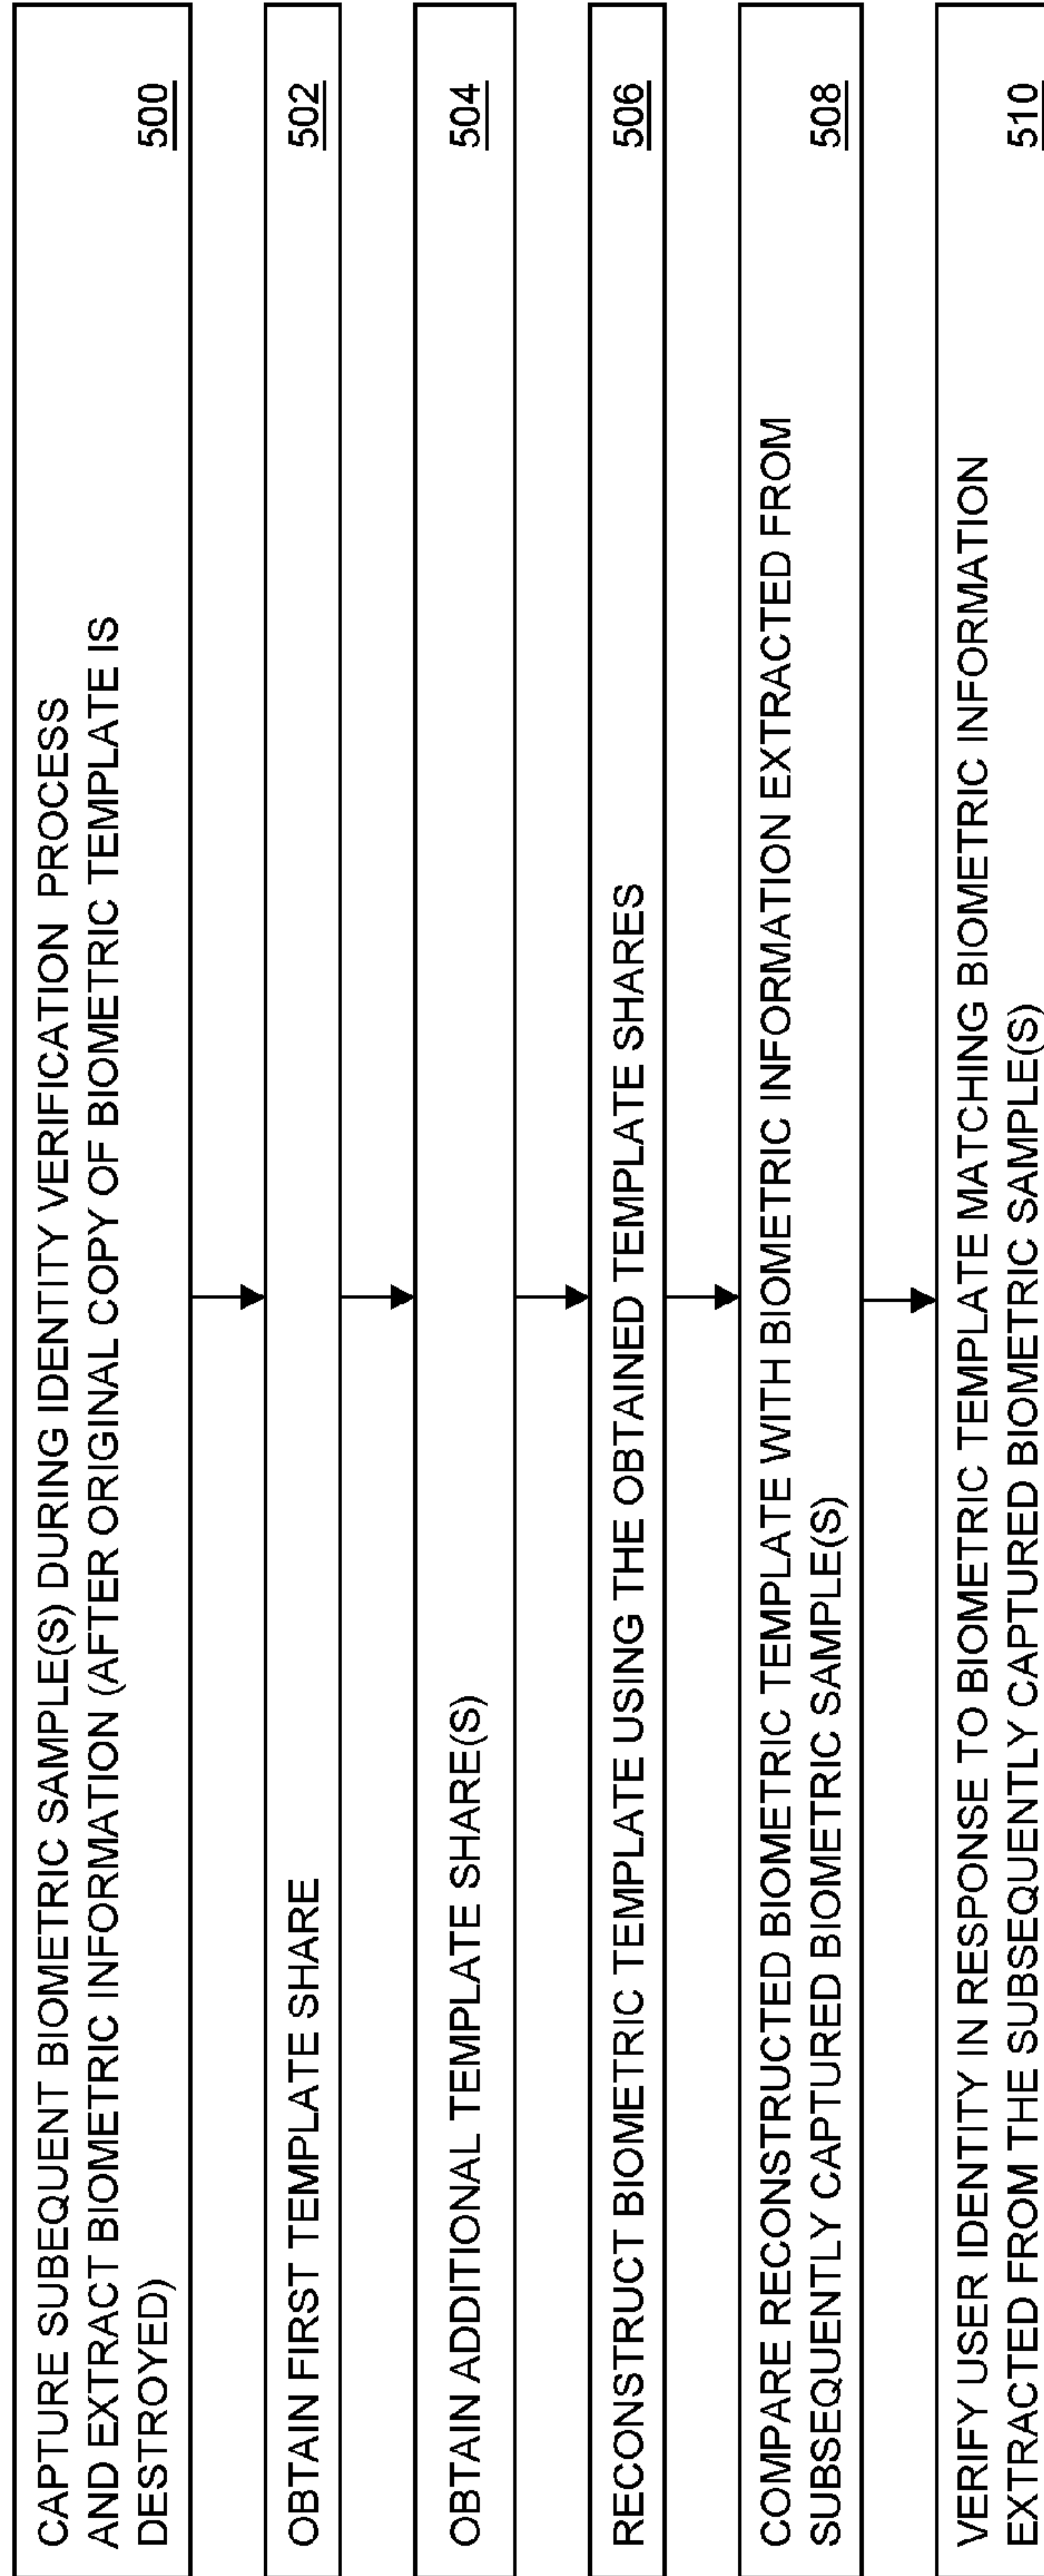 CAPTURE SUBEQUENT BIOMETRIC SAMPLE(S) DURING IDENTITY VERIFICATION PROCESS
AND EXTRACT BIOMETRIC INFORMATION (AFTER ORIGINAL COPY OF BIOMETRIC TEMPLATE IS
DESTROYED)
500
OBTAIN FIRST TEMPLATE SHARE
502
OBTAIN ADDITIONAL TEMPLATE SHARE(S)
504
RECONSTRUCT BIOMETRIC TEMPLATE USING THE OBTAINED TEMPLATE SHARES
506
COMPARE RECONSTRUCTED BIOMETRIC TEMPLATE WITH BIOMETRIC INFORMATION EXTRACTED FROM
SUBSEQUENTLY CAPTURED BIOMETRIC SAMPLE(S)
508
VERIFY USER IDENTITY IN RESPONSE TO BIOMETRIC TEMPLATE MATCHING BIOMETRIC INFORMATION
EXTRACTED FROM THE SUBSEQUENTLY CAPTURED BIOMETRIC SAMPLE(S)
510